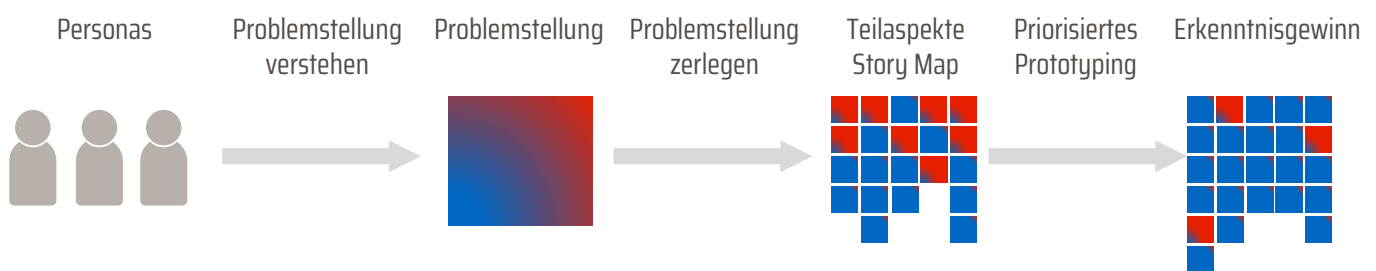 Personas
Problemstellung
verstehen
Problemstellung
Problemstellung
zerlegen
Teilaspekte
Story Map
Priorisiertes
Prototyping
Erkenntnisgewinn